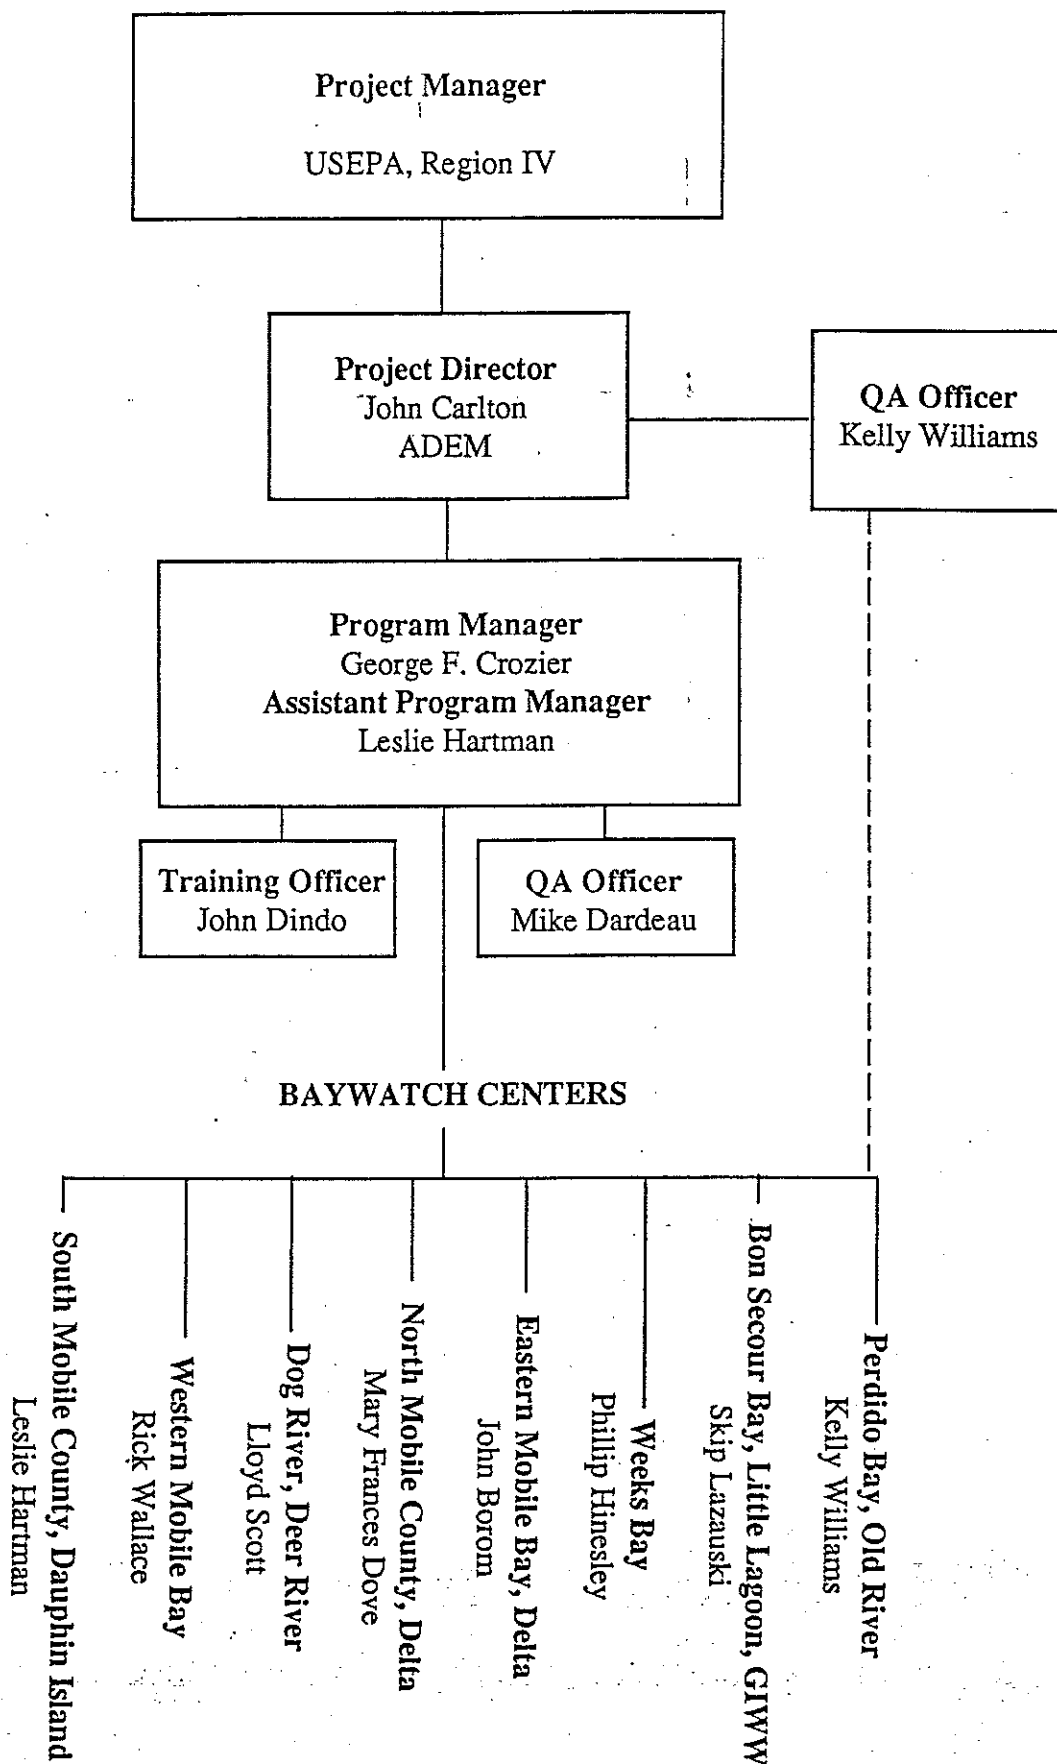 Project Manager
USEPA, Region IV
Project Director
John Carlton
ADEM
QA Officer
Kelly Williams
Program Manager
George F. Crozier
Assistant Program Manager
Leslie Hartman
Training Officer
John Dindo
QA Officer
Mike Dardeau
BAYWATCH CENTERS
South Mobile County, Dauphin Island
Leslie Hartman
Western Mobile Bay
Rick Wallace
Dog River, Deer River
Lloyd Scott
North Mobile County, Delta
Mary Frances Dove
Eastern Mobile Bay, Delta
John Borom
Weeks Bay
Phillip Hinesley
Bon Secour Bay, Little Lagoon, GIWW
Skip Lazauski
Perdido Bay, Old River
Kelly Williams